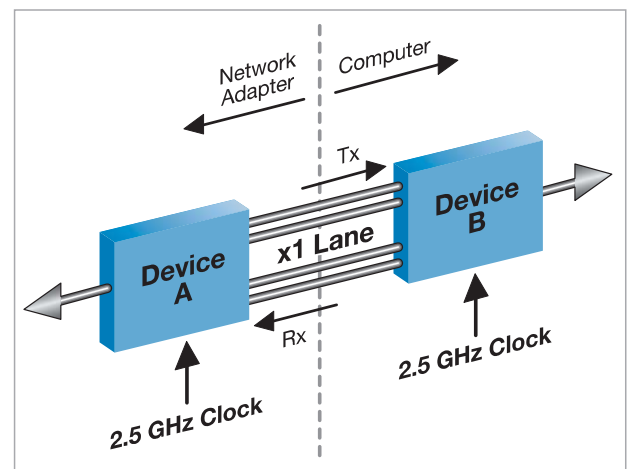 Network
Adapter
Computer
Tx
Device
B
x1 Lane
Device
A
Rx
2.5 GHz Clock
2.5 GHz Clock